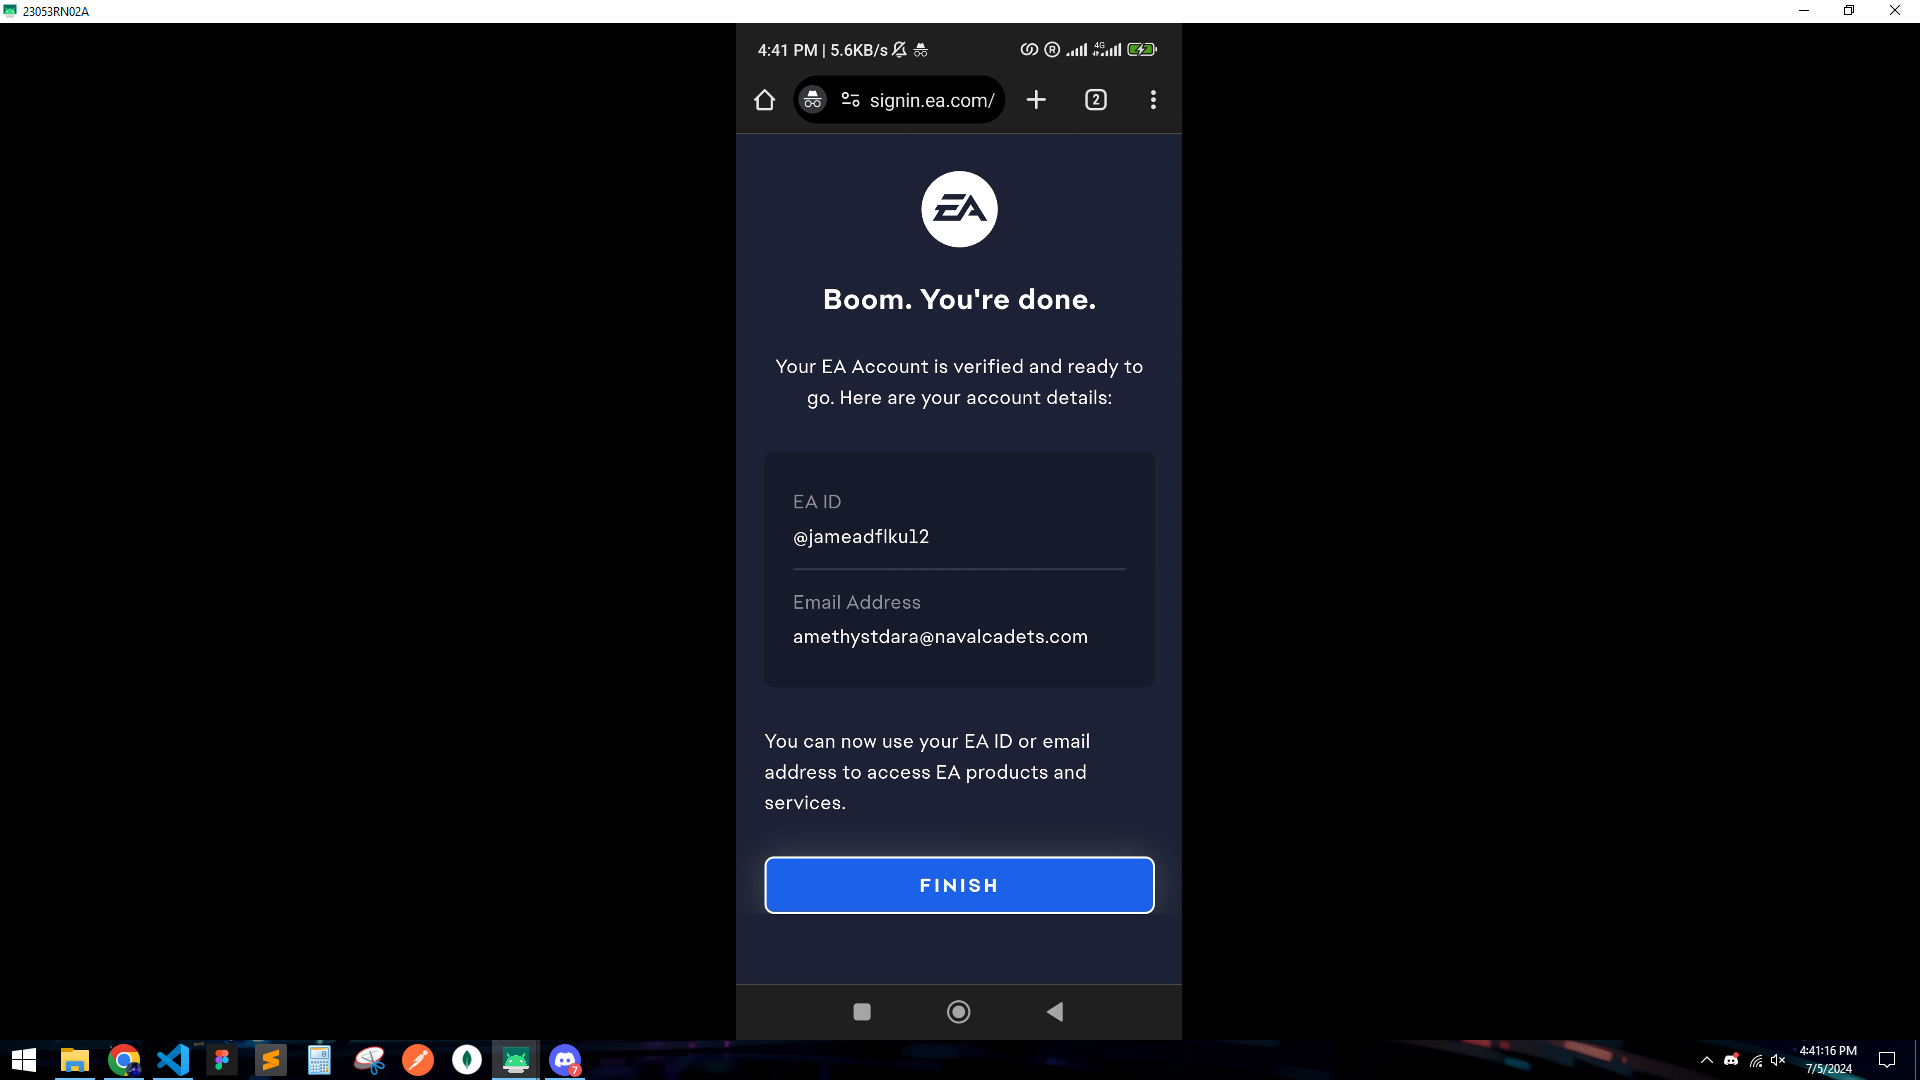 23053RN02A
4:41 PM | 5.6KB/s
R
4G
signin.ea.com/
2
EA
Boom. You're done.
Your EA Account is verified and ready to
go. Here are your account details:
EA ID
@jameadflku12
Email Address
amethystdara@navalcadets.com
You can now use your EA ID or email
address to access EA products and
services.
FINISH
7
4:41:16 PM
7/5/2024